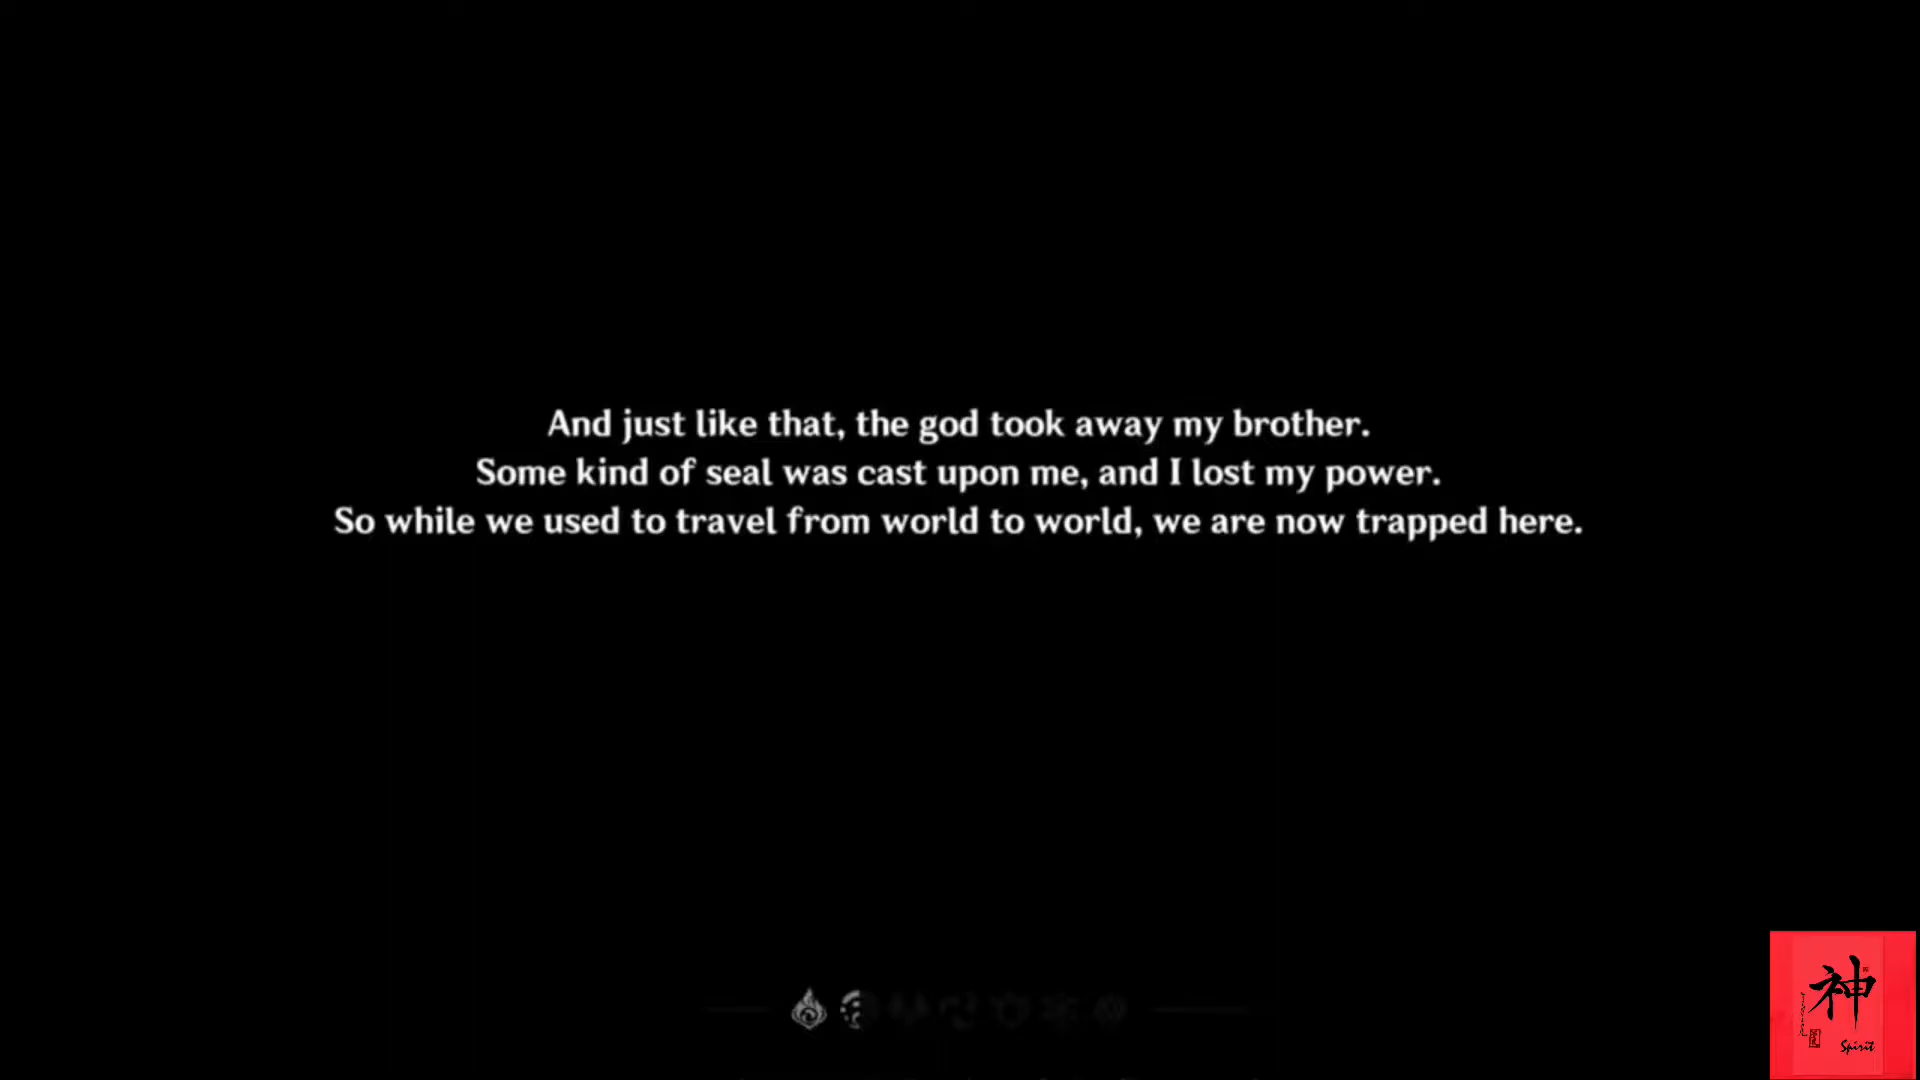 And just like that, the god took away my brother.
Some kind of seal was cast upon me, and I lost my power.
So while we used to travel from world to world, we are now trapped here.
神
Spirit